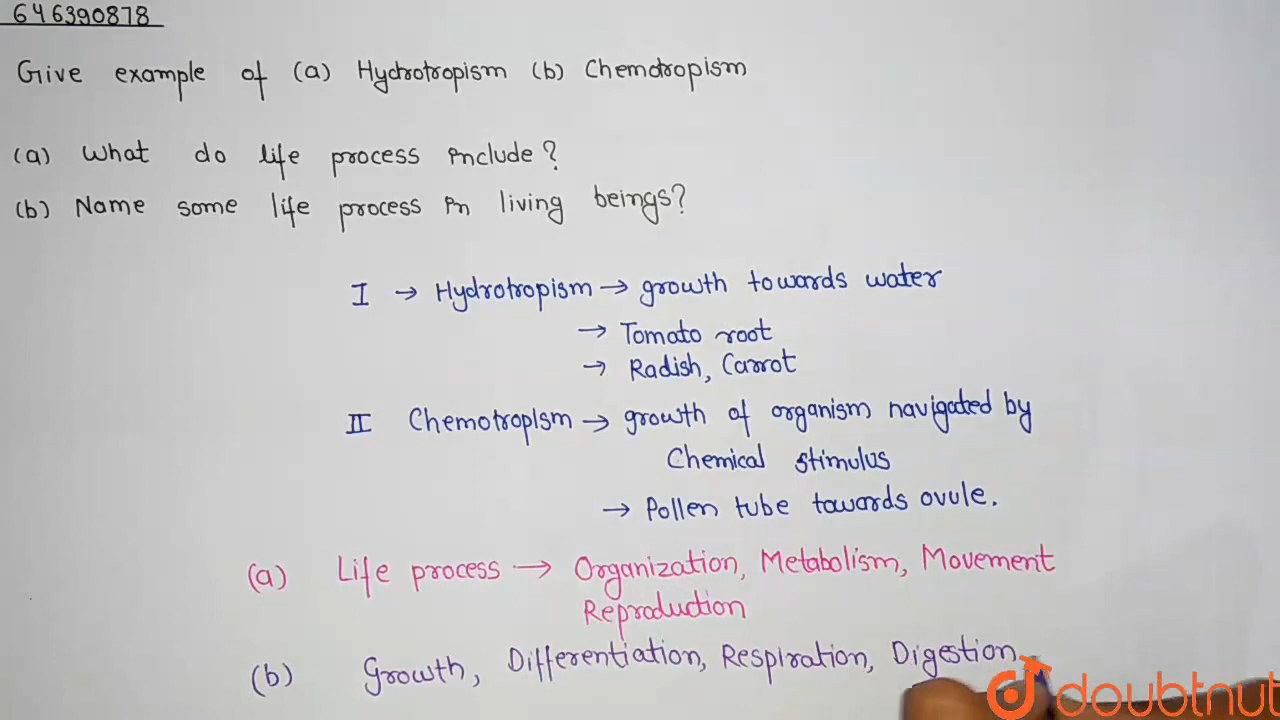 646390878
Give example of (a) Hydrotropism (b) Chemotropism
(a) What do life process include?
(b) Name some life process in living beings?
I → Hydrotropism → growth towards water
→ Tomato root
→ Radish, Carrot
II Chemotropism → growth of organism navigated by
Chemical stimulus
→ Pollen tube towards ovule.
(a) Life process → Organization, Metabolism, Movement
Reproduction
(b) Growth, Differentiation, Respiration, Digestion
doubtnut